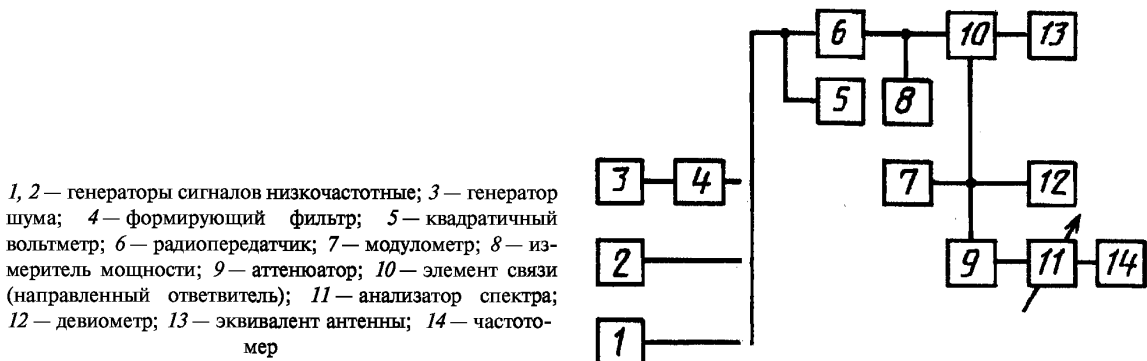 6
10
13
5
8
3
4
7
12
2
9
11
14
1
1, 2 — генераторы сигналов низкочастотные; 3 — генератор
шума; 4 — формирующий фильтр; 5 — квадратичный
вольтметр; 6 — радиопередатчик; 7 — модулометр; 8 — из-
меритель мощности; 9 — аттенюатор; 10 — элемент связи
(направленный ответвитель); 11 — анализатор спектра;
12 — девиометр; 13 — эквивалент антенны; 14 — частото-
мер